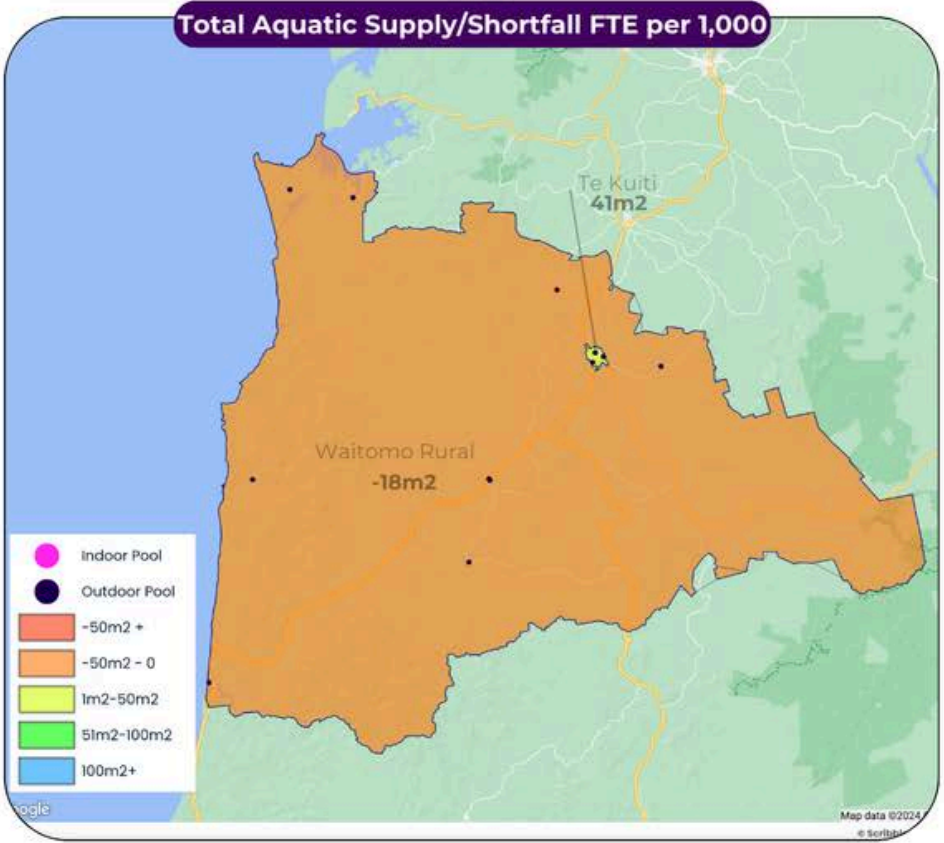 Total Aquatic Supply/Shortfall FTE per 1,000
Te Kuiti
41m2
Waitomo Rural
-18m2
Indoor Pool
Outdoor Pool
-50m2 +
-50m2 - 0
1m2-50m2
51m2-100m2
100m2+
Map data ©2024